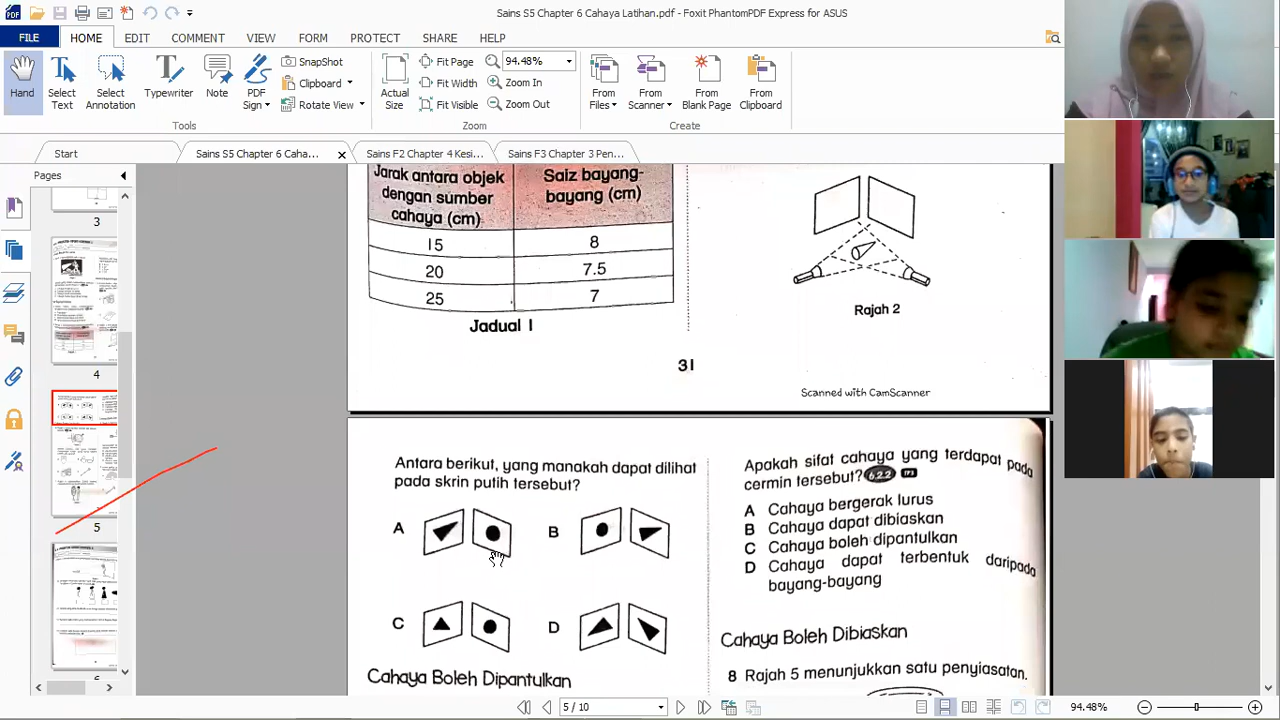 SS S5 Chapter 6 Cahaya Latihan.pdf - Foxit PhantomPDF Express for ASUS
PDF
FILE
HOME
EDIT
COMMENT
VIEW
FORM
PROTECT
SHARE
HELP
Hand
Select Text
Select Annotation
Typewriter
Note
PDF Sign
SnapShot
Clipboard
Rotate View
Tools
Actual Size
Fit Page
Fit Width
Fit Visible
94.48%
Zoom In
Zoom Out
Zoom
From Files
From Scanner
From Blank Page
From Clipboard
Create
Start
Sains S5 Chapter 6 Caha...
Sains F2 Chapter 4 Kesi...
Sains F3 Chapter 3 Pen...
Pages
3
4
5
Jarak antara objek
dengan sumber
cahaya (cm)
Saiz bayang-
bayang (cm)
15 8
20 7.5
25 7
Jadual 1
Rajah 2
31
Scanned with CamScanner
Antara berikut, yang manakah dapat dilihat
pada skrin putih tersebut?
A
B
C
D
Cahaya Boleh Dipantulkan
Apakah sifat cahaya yang terdapat pada
cermin tersebut? 6.2.2 TP3
A Cahaya bergerak lurus
B Cahaya dapat dibiaskan
C Cahaya boleh dipantulkan
D Cahaya dapat terbentuk daripada
bayang-bayang
Cahaya Boleh Dibiaskan
8 Rajah 5 menunjukkan satu penyiasatan.
5 / 10
94.48%